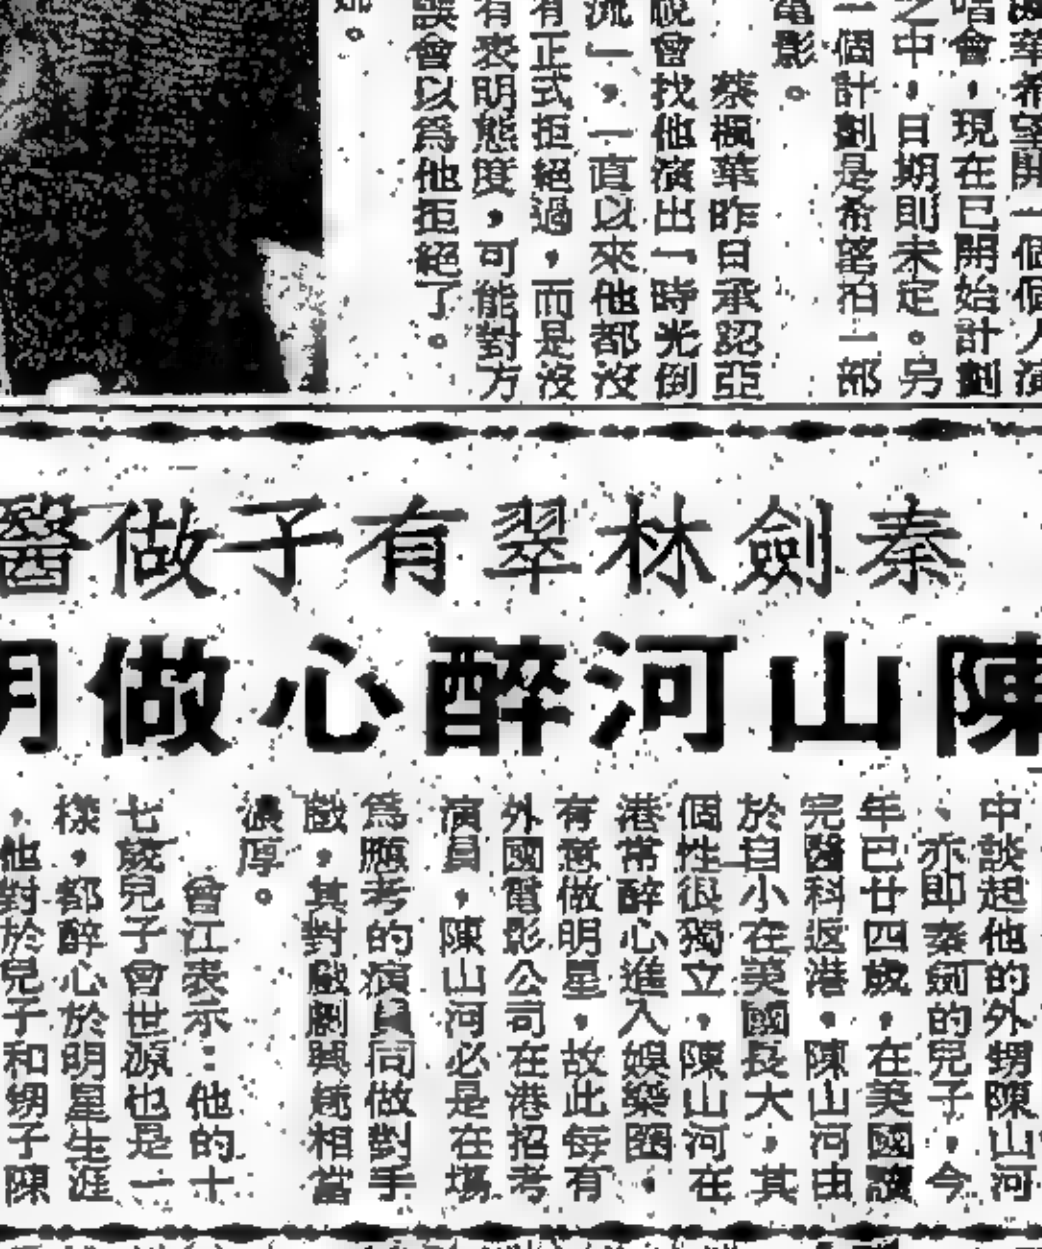 華希望開一個個人演
唱會，現在已開始計劃
之中，日期則未定。另
一個計劃是希望拍一部
電影。
蔡楓華昨日承認亞
視曾找他演出「時光倒
流」，一直以來他都沒
有正式拒絕過，而是沒
有表明態度，可能對方
誤會以爲他拒絕了。
秦劍林翠有子做醫
陳山河醉心做明
中談起他的外甥陳山河
、亦即秦劍的兒子，今
年已廿四歲，在美國讀
完醫科返港，陳山河由
於自小在美國長大，其
個性很獨立，陳山河在
港常醉心進入娛樂圈，
有意做明星，故此每有
外國電影公司在港招考
演員，陳山河必是在場
爲應考的演員同做對手
戲，其對戲劇興趣相當
濃厚。
曾江表示：他的十
七歲兒子曾世源也是一
樣，都醉心於明星生涯
，他對於兒子和甥子陳